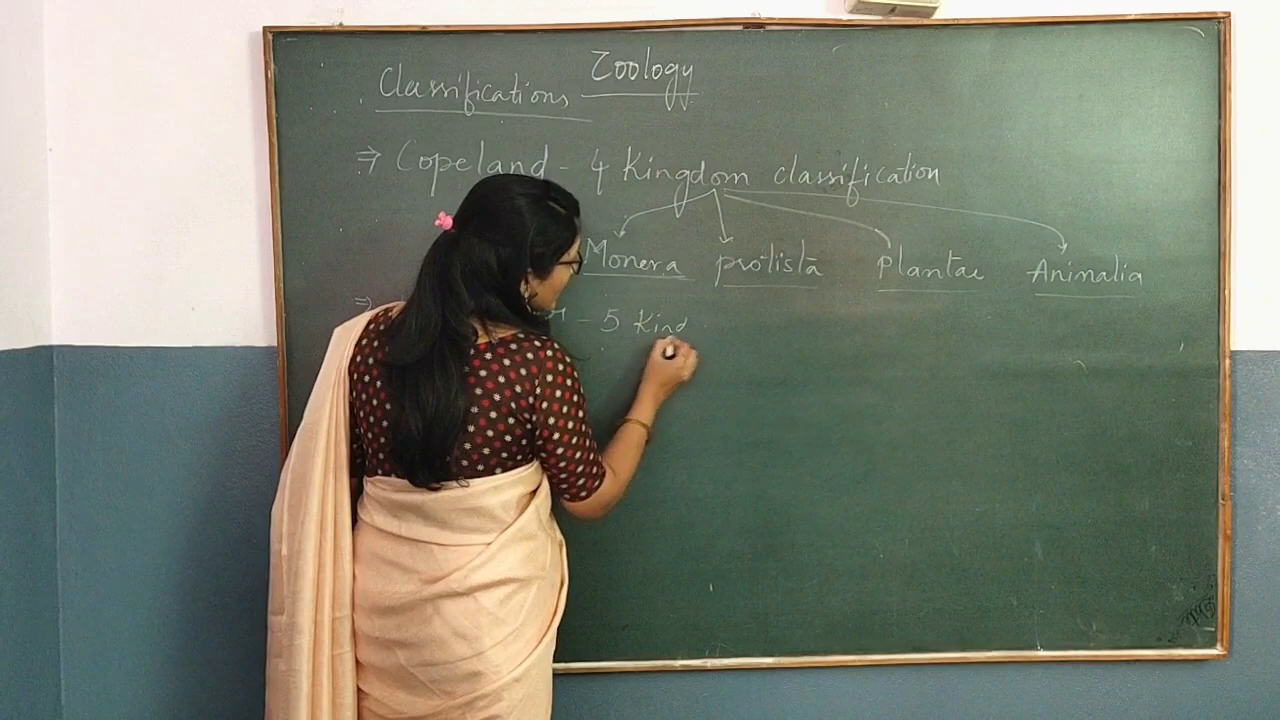 Zoology
Classifications
⇒ Copeland - 4 Kingdom classification
Monera protista plantae Animalia
⇒ - 5 Kind